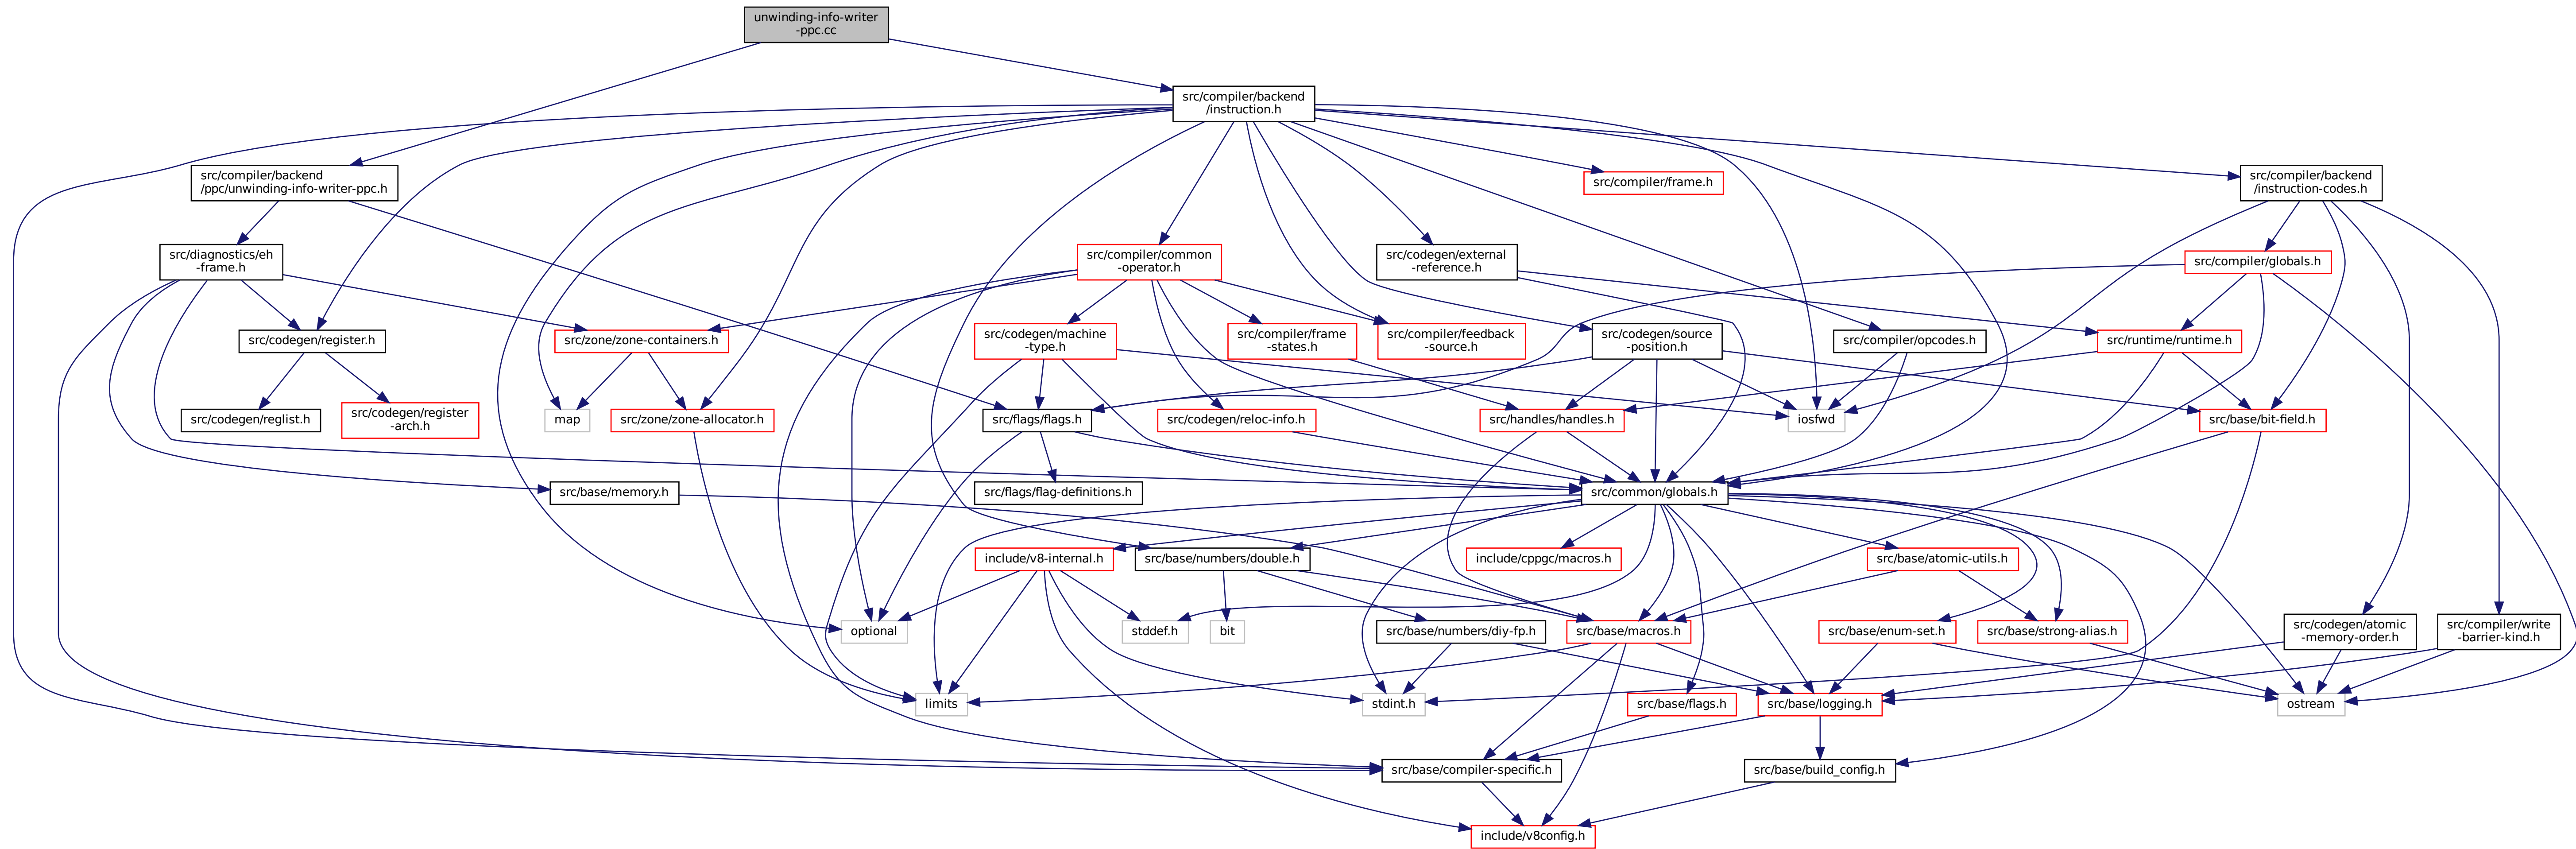 unwinding-info-writer
-ppc.cc
src/compiler/backend
/instruction.h
src/compiler/backend
/ppc/unwinding-info-writer-ppc.h
src/compiler/frame.h
src/compiler/backend
/instruction-codes.h
src/diagnostics/eh
-frame.h
src/compiler/common
-operator.h
src/codegen/external
-reference.h
src/compiler/globals.h
src/codegen/register.h
src/zone/zone-containers.h
src/codegen/machine
-type.h
src/compiler/frame
-states.h
src/compiler/feedback
-source.h
src/codegen/source
-position.h
src/compiler/opcodes.h
src/runtime/runtime.h
src/codegen/reglist.h
src/codegen/register
-arch.h
map
src/zone/zone-allocator.h
src/flags/flags.h
src/codegen/reloc-info.h
src/handles/handles.h
iosfwd
src/base/bit-field.h
src/base/memory.h
src/flags/flag-definitions.h
src/common/globals.h
include/v8-internal.h
src/base/numbers/double.h
include/cppgc/macros.h
src/base/atomic-utils.h
optional
stddef.h
bit
src/base/numbers/diy-fp.h
src/base/macros.h
src/base/enum-set.h
src/base/strong-alias.h
src/codegen/atomic
-memory-order.h
src/compiler/write
-barrier-kind.h
limits
stdint.h
src/base/flags.h
src/base/logging.h
ostream
src/base/compiler-specific.h
src/base/build_config.h
include/v8config.h